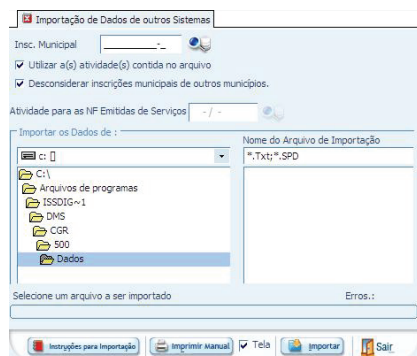 Importação de Dados de outros Sistemas
Insc. Municipal ________-_
Utilizar a(s) atividade(s) contida no arquivo
Desconsiderar inscrições municipais de outros municípios.
Atividade para as NF Emitidas de Serviços - / -
Importar os Dados de :
Nome do Arquivo de Importação
c: []
*.Txt;*.SPD
C:\
Arquivos de programas
ISSDIG~1
DMS
CGR
500
Dados
Selecione um arquivo a ser importado Erros.:
Instruções para Importação Imprimir Manual Tela Importar Sair